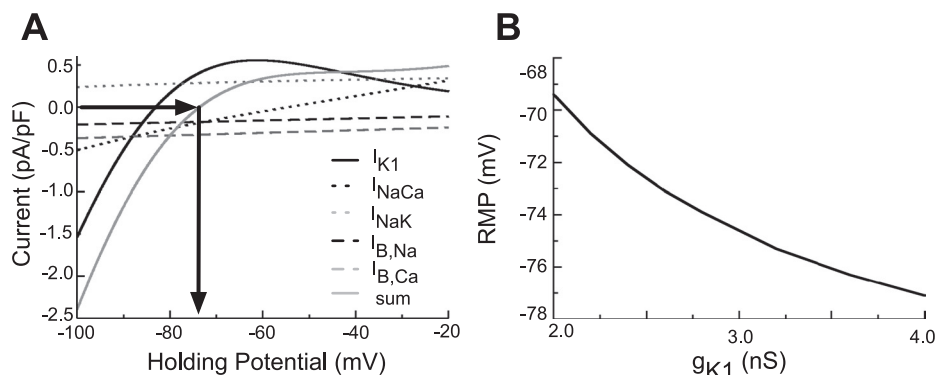 A
Current (pA/pF)
0.5
0.0
-0.5
-1.0
-1.5
-2.0
-2.5
-100
-80
-60
-40
-20
Holding Potential (mV)
I_K1
I_NaCa
I_NaK
I_B,Na
I_B,Ca
sum
B
RMP (mV)
-68
-70
-72
-74
-76
-78
2.0
3.0
4.0
g_K1 (nS)